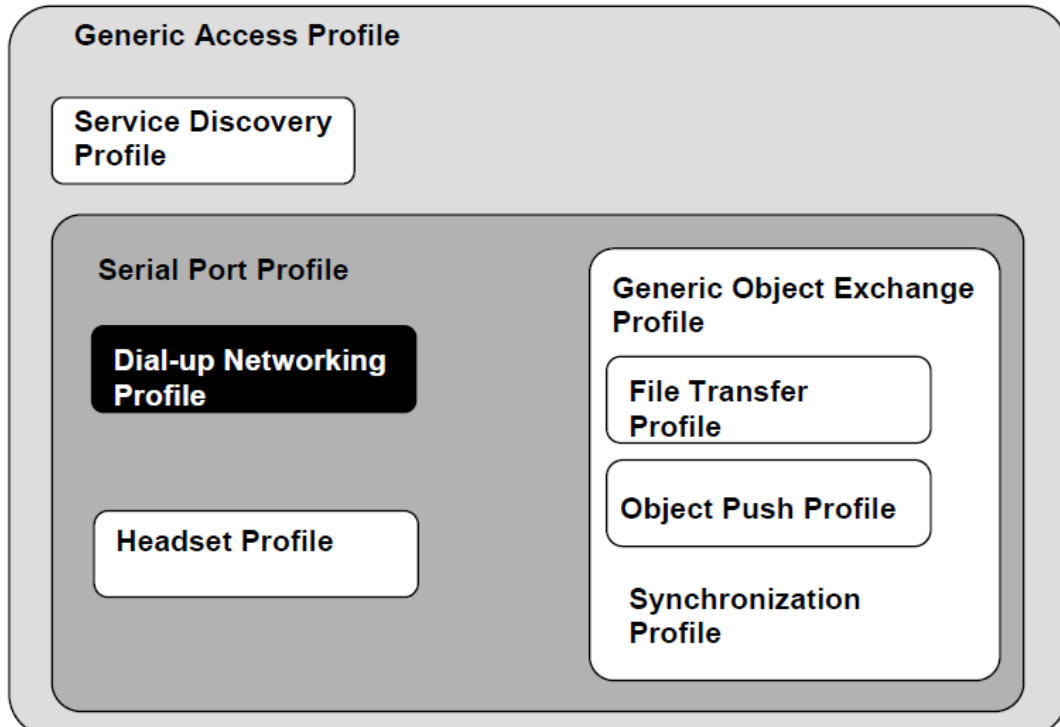 Generic Access Profile
Service Discovery
Profile
Serial Port Profile
Dial-up Networking
Profile
Headset Profile
Generic Object Exchange
Profile
File Transfer
Profile
Object Push Profile
Synchronization
Profile